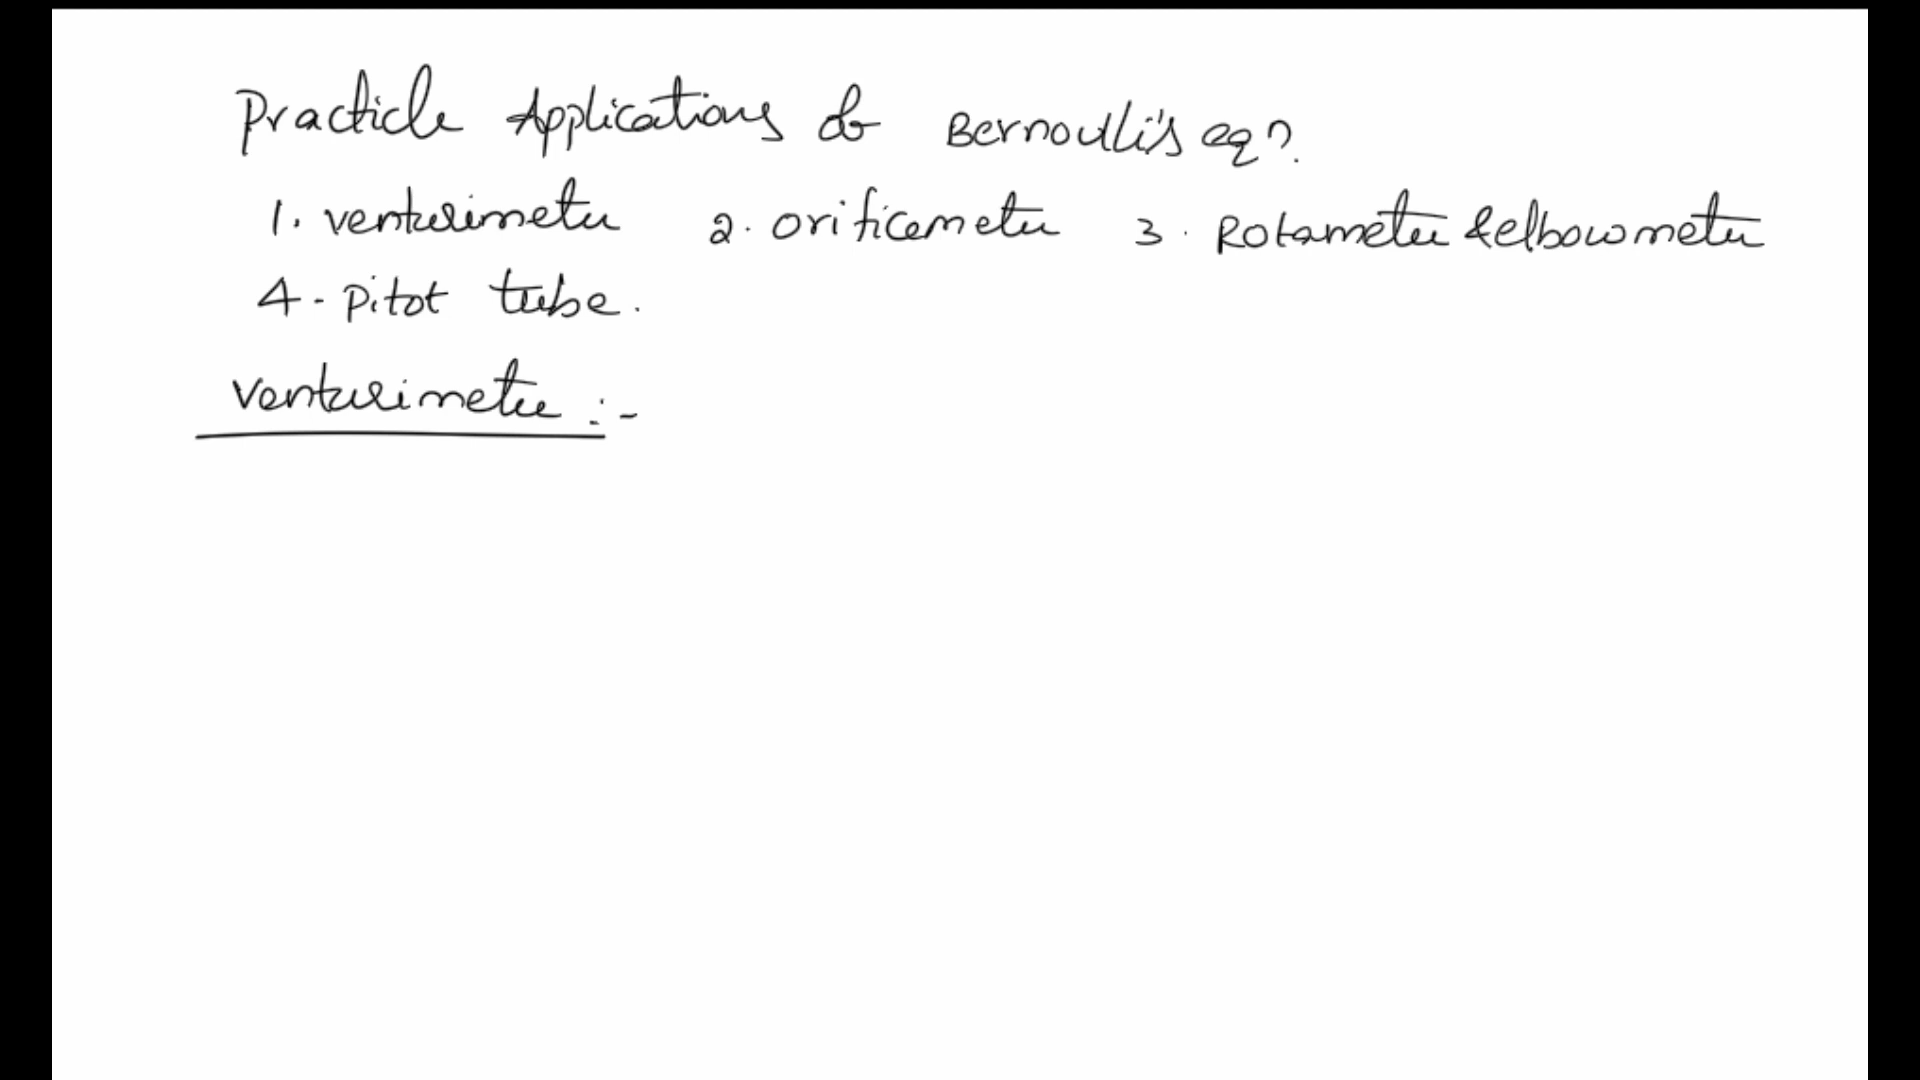 Practicle Applications of Bernoulli's eqn.
1. venturimeter 2. orificemeter 3. Rotameter & elbowmeter
4. pitot tube.
Venturimeter :-